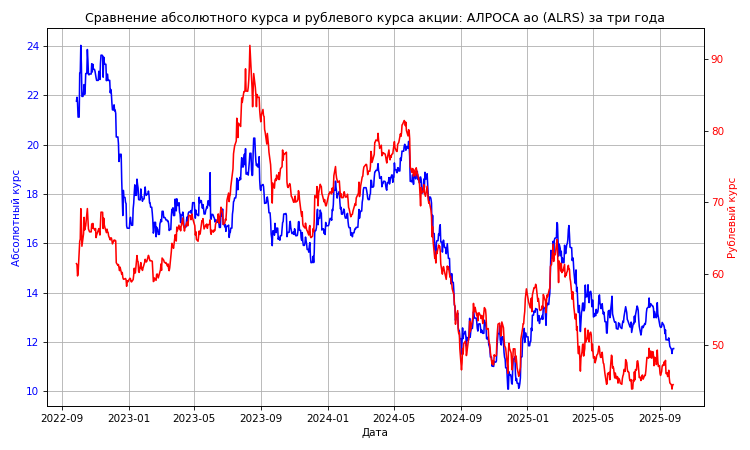 Сравнение абсолютного курса и рублевого курса акции: АЛРОСА ао (ALRS) за три года
24
22
20
18
16
14
12
10
Абсолютный курс
90
80
70
60
50
Рублевый курс
2022-09 2023-01 2023-05 2023-09 2024-01 2024-05 2024-09 2025-01 2025-05 2025-09
Дата